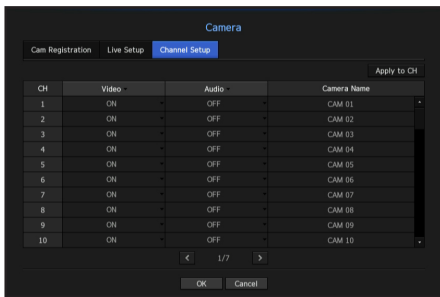 Camera
Cam Registration Live Setup Channel Setup
Apply to CH
CH Video Audio Camera Name
1 ON OFF CAM 01
2 ON OFF CAM 02
3 ON OFF CAM 03
4 ON OFF CAM 04
5 ON OFF CAM 05
6 ON OFF CAM 06
7 ON OFF CAM 07
8 ON OFF CAM 08
9 ON OFF CAM 09
10 ON OFF CAM 10
< 1/7 >
OK Cancel